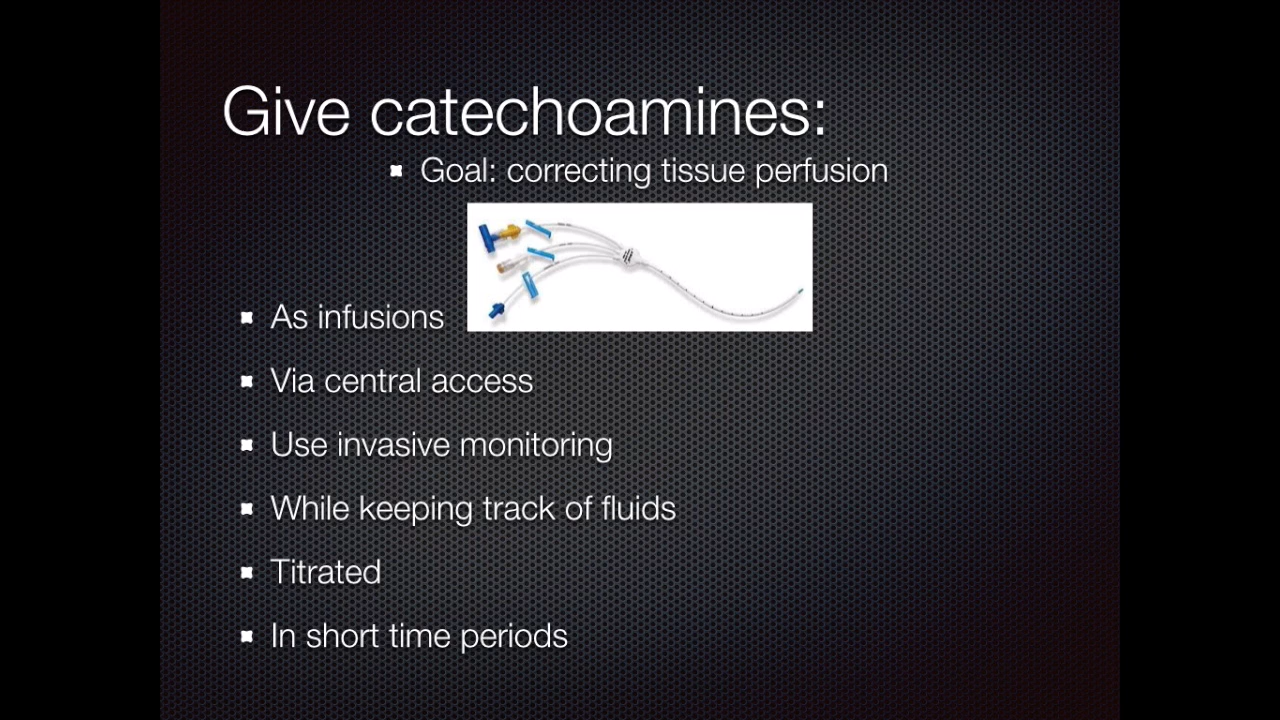 Give catechoamines:
Goal: correcting tissue perfusion
As infusions
Via central access
Use invasive monitoring
While keeping track of fluids
Titrated
In short time periods